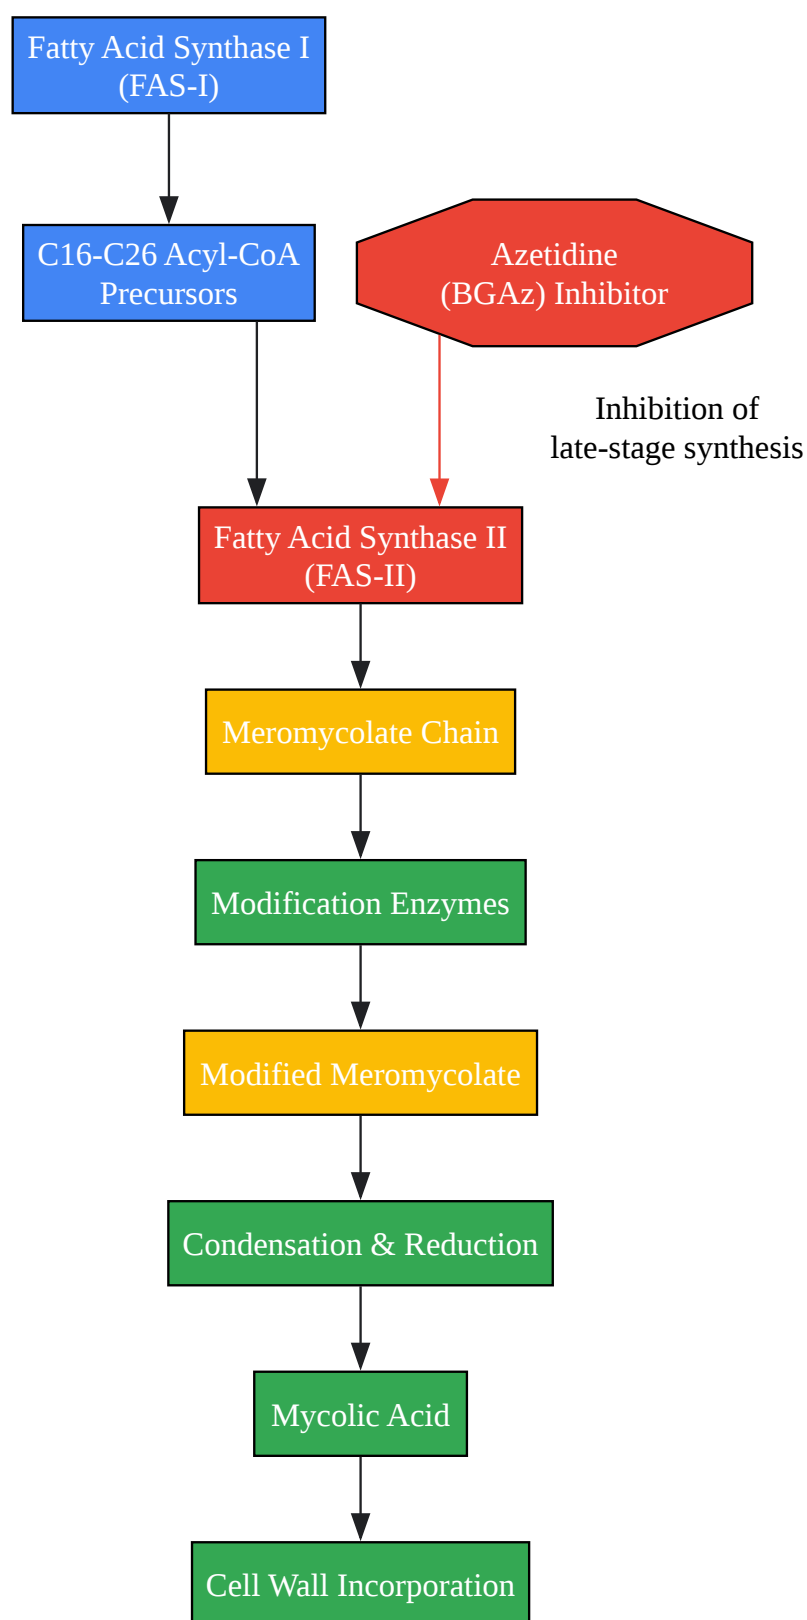 Fatty Acid Synthase I
(FAS-I)
C16-C26 Acyl-CoA
Precursors
Azetidine
(BGAz) Inhibitor
Inhibition of
late-stage synthesis
Fatty Acid Synthase II
(FAS-II)
Meromycolate Chain
Modification Enzymes
Modified Meromycolate
Condensation & Reduction
Mycolic Acid
Cell Wall Incorporation